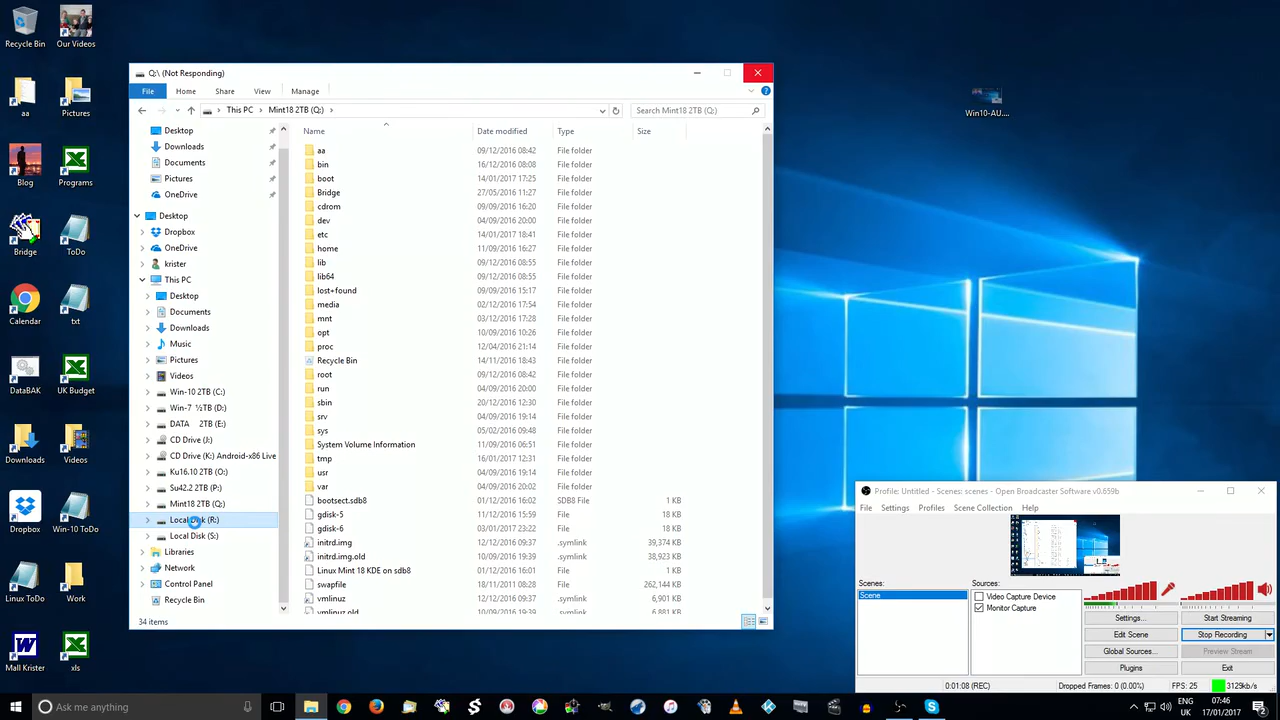 Recycle Bin
Our Videos
aa
Pictures
Blog
Programs
Bridge
ToDo
Calendar
txt
DataBAK
UK Budget
Downloads
Videos
Dropbox
Win-10 ToDo
Linux ToDo
Work
Mall Krister
xls
Win10-AU....
Q:\ (Not Responding)
File Home Share View Manage
This PC > Mint18 2TB (Q:) >
Search Mint18 2TB (Q:)
Desktop
Downloads
Documents
Pictures
OneDrive
Desktop
Dropbox
OneDrive
krister
This PC
Desktop
Documents
Downloads
Music
Pictures
Videos
Win-10 2TB (C:)
Win-7 ½TB (D:)
DATA 2TB (E:)
CD Drive (J:)
CD Drive (K:) Android-x86 Live
Ku16.10 2TB (O:)
Su42.2 2TB (P:)
Mint18 2TB (Q:)
Local Disk (R:)
Local Disk (S:)
Libraries
Network
Control Panel
Recycle Bin
Name Date modified Type Size
aa 09/12/2016 08:42 File folder
bin 16/12/2016 08:08 File folder
boot 14/01/2017 17:25 File folder
Bridge 27/05/2016 11:27 File folder
cdrom 09/09/2016 16:20 File folder
dev 04/09/2016 20:00 File folder
etc 14/01/2017 18:41 File folder
home 11/09/2016 16:27 File folder
lib 09/12/2016 08:55 File folder
lib64 09/12/2016 08:55 File folder
lost+found 09/09/2016 15:17 File folder
media 02/12/2016 17:54 File folder
mnt 03/12/2016 17:28 File folder
opt 10/09/2016 10:26 File folder
proc 12/04/2016 21:14 File folder
Recycle Bin 14/11/2016 18:43 File folder
root 09/12/2016 08:42 File folder
run 04/09/2016 20:00 File folder
sbin 20/12/2016 12:30 File folder
srv 04/09/2016 19:14 File folder
sys 05/02/2016 09:48 File folder
System Volume Information 11/09/2016 06:51 File folder
tmp 16/01/2017 12:31 File folder
usr 04/09/2016 19:14 File folder
var 04/09/2016 20:02 File folder
bootsect.sdb8 01/12/2016 16:02 SDB8 File 1 KB
gdisk-5 11/12/2016 15:59 File 18 KB
gdisk-6 03/01/2017 23:22 File 18 KB
initrd.img 12/12/2016 09:37 .symlink 39,374 KB
initrd.img.old 10/09/2016 19:39 .symlink 38,923 KB
Linux Mint 18 KDE on sdb8 01/12/2016 16:01 File 1 KB
swapfile 18/11/2011 08:28 File 262,144 KB
vmlinuz 12/12/2016 09:37 .symlink 6,901 KB
vmlinuz.old 10/09/2016 19:39 .symlink 6,881 KB
34 items
Profile: Untitled - Scenes: scenes - Open Broadcaster Software v0.659b
File Settings Profiles Scene Collection Help
Scenes:
Scene
Sources:
Video Capture Device
Monitor Capture
Settings...
Start Streaming
Edit Scene
Stop Recording
Global Sources...
Preview Stream
Plugins
Exit
0:01:08 (REC) Dropped Frames: 0 (0.00%) FPS: 25 3129kb/s
Ask me anything
ENG
UK
07:46
17/01/2017